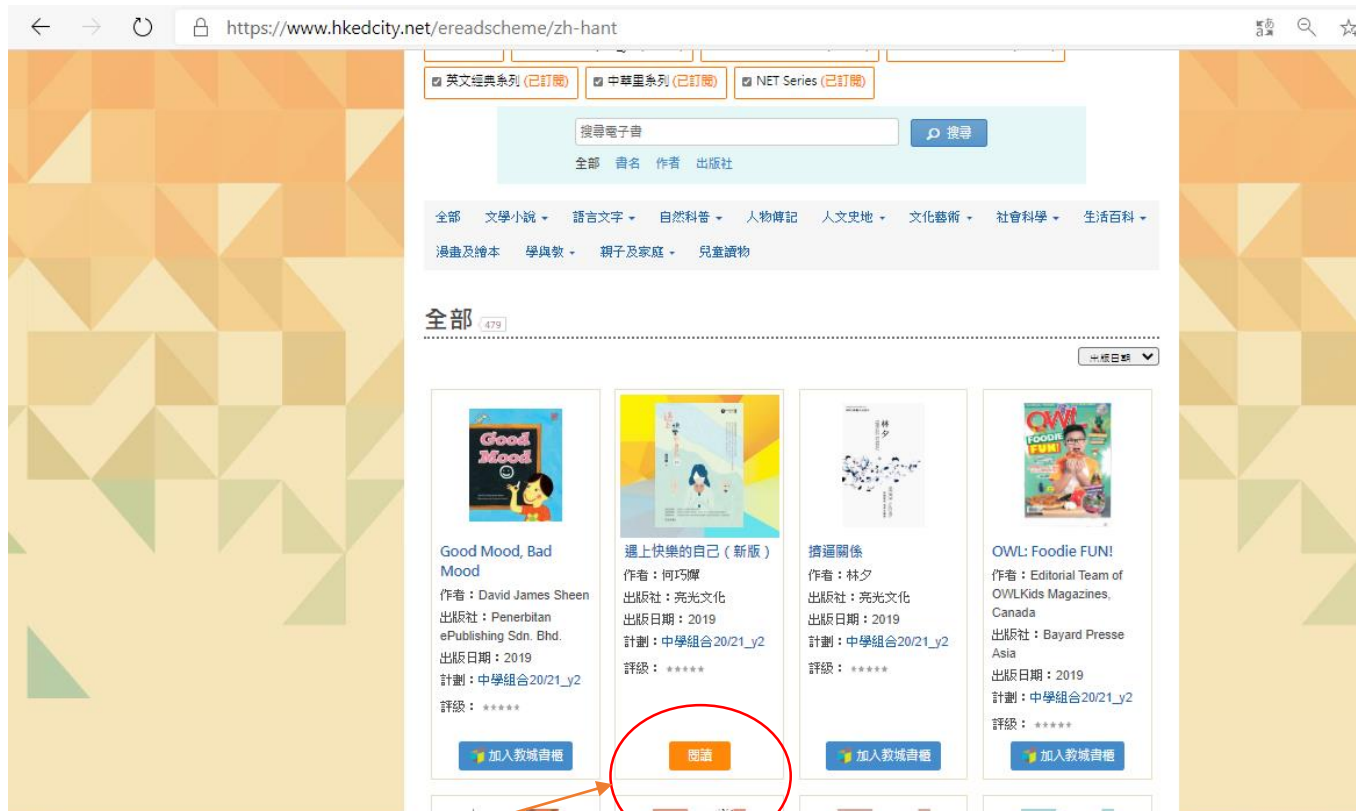 https://www.hkedcity.net/ereadscheme/zh-hant
英文經典系列 (已訂閱) 中華里系列 (已訂閱) NET Series (已訂閱)
搜尋電子書 搜尋
全部 書名 作者 出版社
全部 文學小說 語言文字 自然科普 人物傳記 人文史地 文化藝術 社會科學 生活百科
漫畫及繪本 學與教 親子及家庭 兒童讀物
全部 479
出版日期
Good Mood
OWL
FOODIE FUN!
林夕
Good Mood, Bad Mood
作者：David James Sheen
出版社：Penerbitan ePublishing Sdn. Bhd.
出版日期：2019
計劃：中學組合20/21_y2
評級： *****
加入教城書櫃
遇上快樂的自己（新版）
作者：何巧嬋
出版社：亮光文化
出版日期：2019
計劃：中學組合20/21_y2
評級： *****
閱讀
擠逼關係
作者：林夕
出版社：亮光文化
出版日期：2019
計劃：中學組合20/21_y2
評級： *****
加入教城書櫃
OWL: Foodie FUN!
作者：Editorial Team of OWLKids Magazines, Canada
出版社：Bayard Presse Asia
出版日期：2019
計劃：中學組合20/21_y2
評級： *****
加入教城書櫃